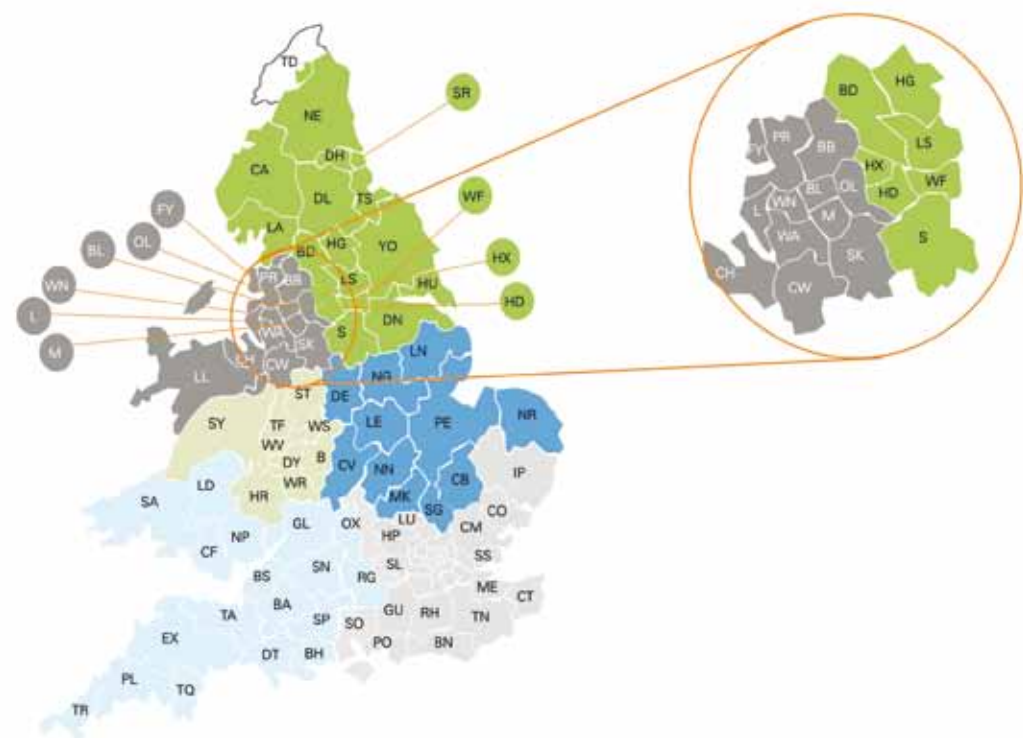 TD
NE
SR
DH
CA
DL
TS
WF
FY
LA
BD
HG
YO
OL
BL
PR
BB
LS
HU
HX
WN
HD
L
DN
WA
S
M
SK
CH
CW
LL
LN
NG
ST
DE
SY
TF
WS
LE
PE
NR
WV
DY
B
CV
NN
CB
IP
WR
LD
HR
MK
SG
SA
GL
OX
LU
CO
CM
NP
HP
CF
SL
SS
BS
SN
RG
ME
CT
BA
GU
RH
TN
TA
SP
SO
EX
PO
BN
DT
BH
PL
TQ
TR
BD
HG
FY
PR
BB
LS
HX
WF
BL
OL
HD
WN
L
M
WA
S
SK
CH
CW